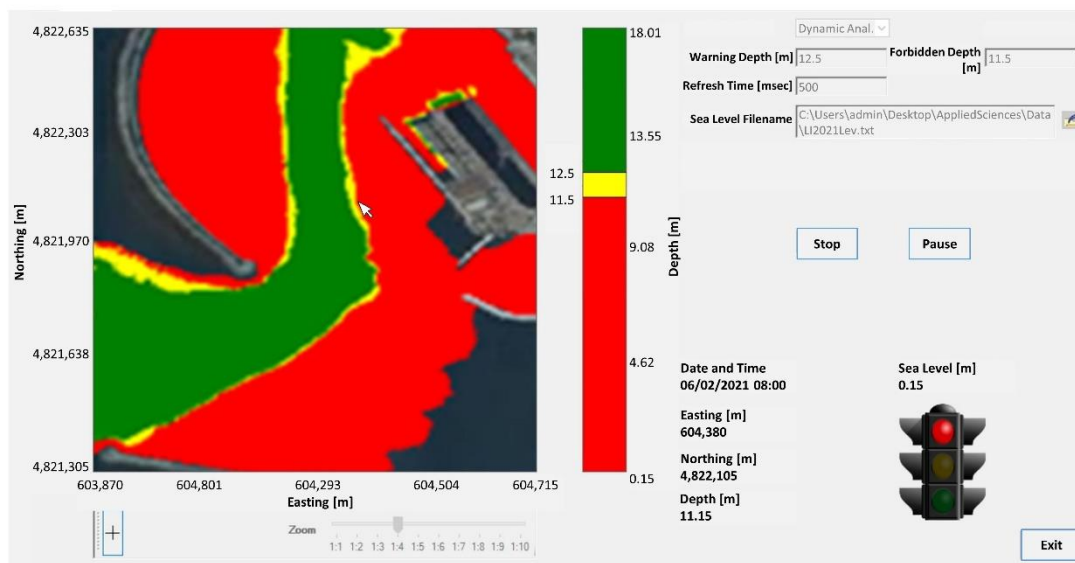 Dynamic Anal.
Warning Depth [m] 12.5
Forbidden Depth [m] 11.5
Refresh Time [msec] 500
Sea Level Filename C:\Users\admin\Desktop\AppliedSciences\Data
\LI2021Lev.txt
Stop
Pause
Northing [m]
4,822,635
4,822,303
4,821,970
4,821,638
4,821,305
603,870
604,801
604,293
604,504
604,715
Easting [m]
12.5
11.5
18.01
13.55
9.08
4.62
0.15
Depth [m]
Date and Time
06/02/2021 08:00
Sea Level [m]
0.15
Easting [m]
604,380
Northing [m]
4,822,105
Depth [m]
11.15
Zoom
1:1 1:2 1:3 1:4 1:5 1:6 1:7 1:8 1:9 1:10
Exit